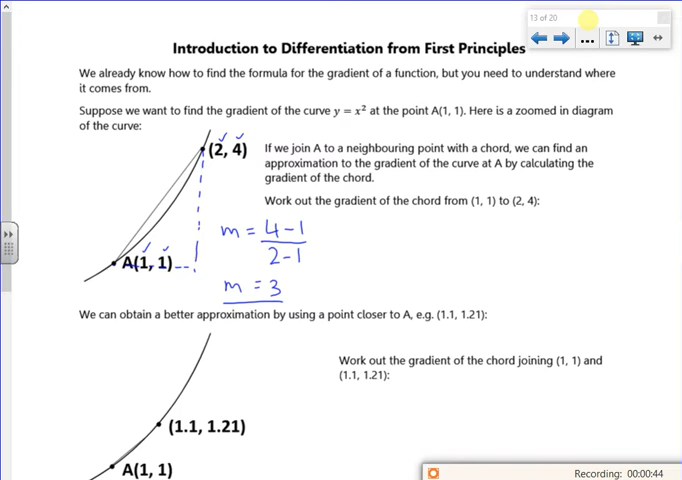 13 of 20
Introduction to Differentiation from First Principles
We already know how to find the formula for the gradient of a function, but you need to understand where
it comes from.
Suppose we want to find the gradient of the curve y = x² at the point A(1, 1). Here is a zoomed in diagram
of the curve:
(2, 4)
If we join A to a neighbouring point with a chord, we can find an
approximation to the gradient of the curve at A by calculating the
gradient of the chord.
Work out the gradient of the chord from (1, 1) to (2, 4):
m = 4-1
2-1
A(1, 1)
m = 3
We can obtain a better approximation by using a point closer to A, e.g. (1.1, 1.21):
Work out the gradient of the chord joining (1, 1) and
(1.1, 1.21):
(1.1, 1.21)
A(1, 1)
Recording: 00:00:44